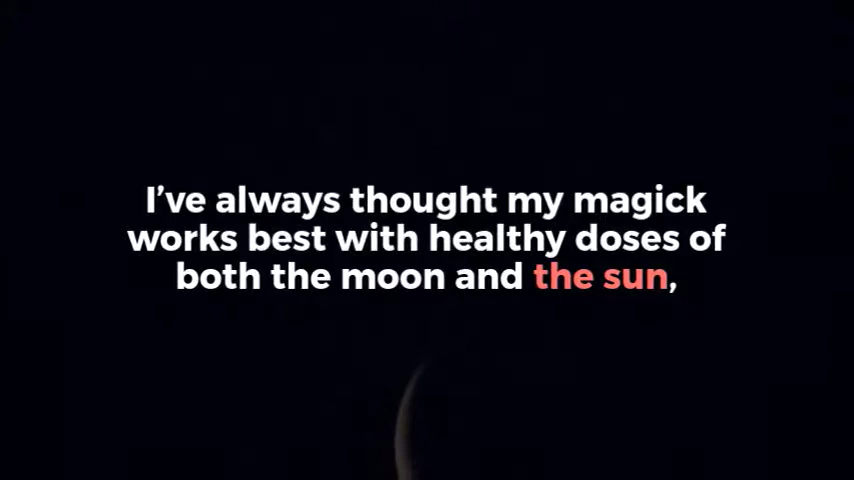 I’ve always thought my magick
works best with healthy doses of
both the moon and the sun,